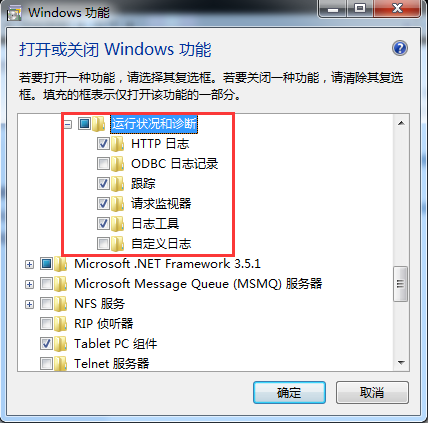 Windows 功能
打开或关闭 Windows 功能
若要打开一种功能，请选择其复选框。若要关闭一种功能，请清除其复选
框。填充的框表示仅打开该功能的一部分。
运行状况和诊断
HTTP 日志
ODBC 日志记录
跟踪
请求监视器
日志工具
自定义日志
Microsoft .NET Framework 3.5.1
Microsoft Message Queue (MSMQ) 服务器
NFS 服务
RIP 侦听器
Tablet PC 组件
Telnet 服务器
确定
取消